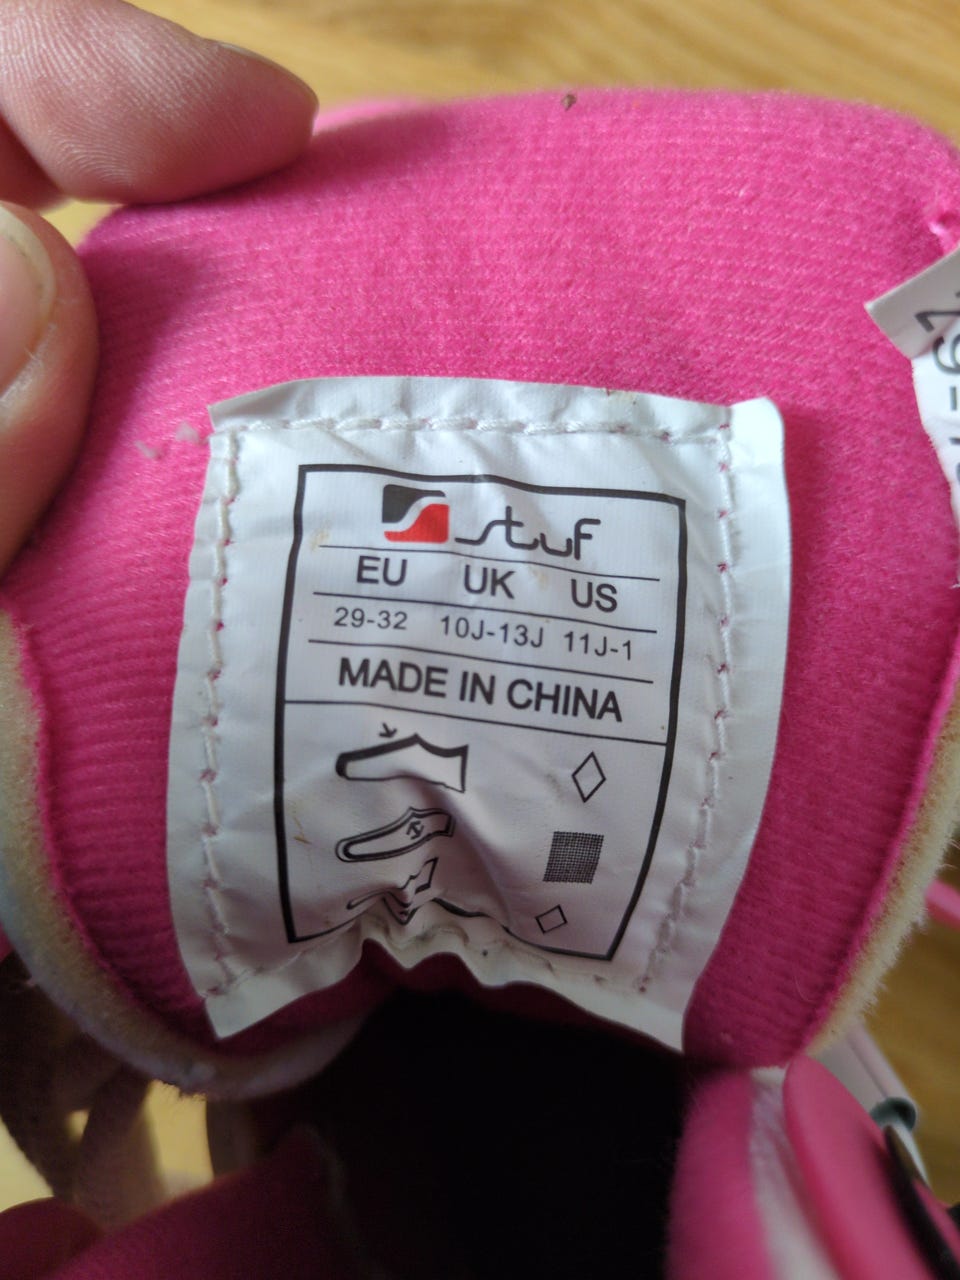 stuf
EU UK US
29-32 10J-13J 11J-1
MADE IN CHINA